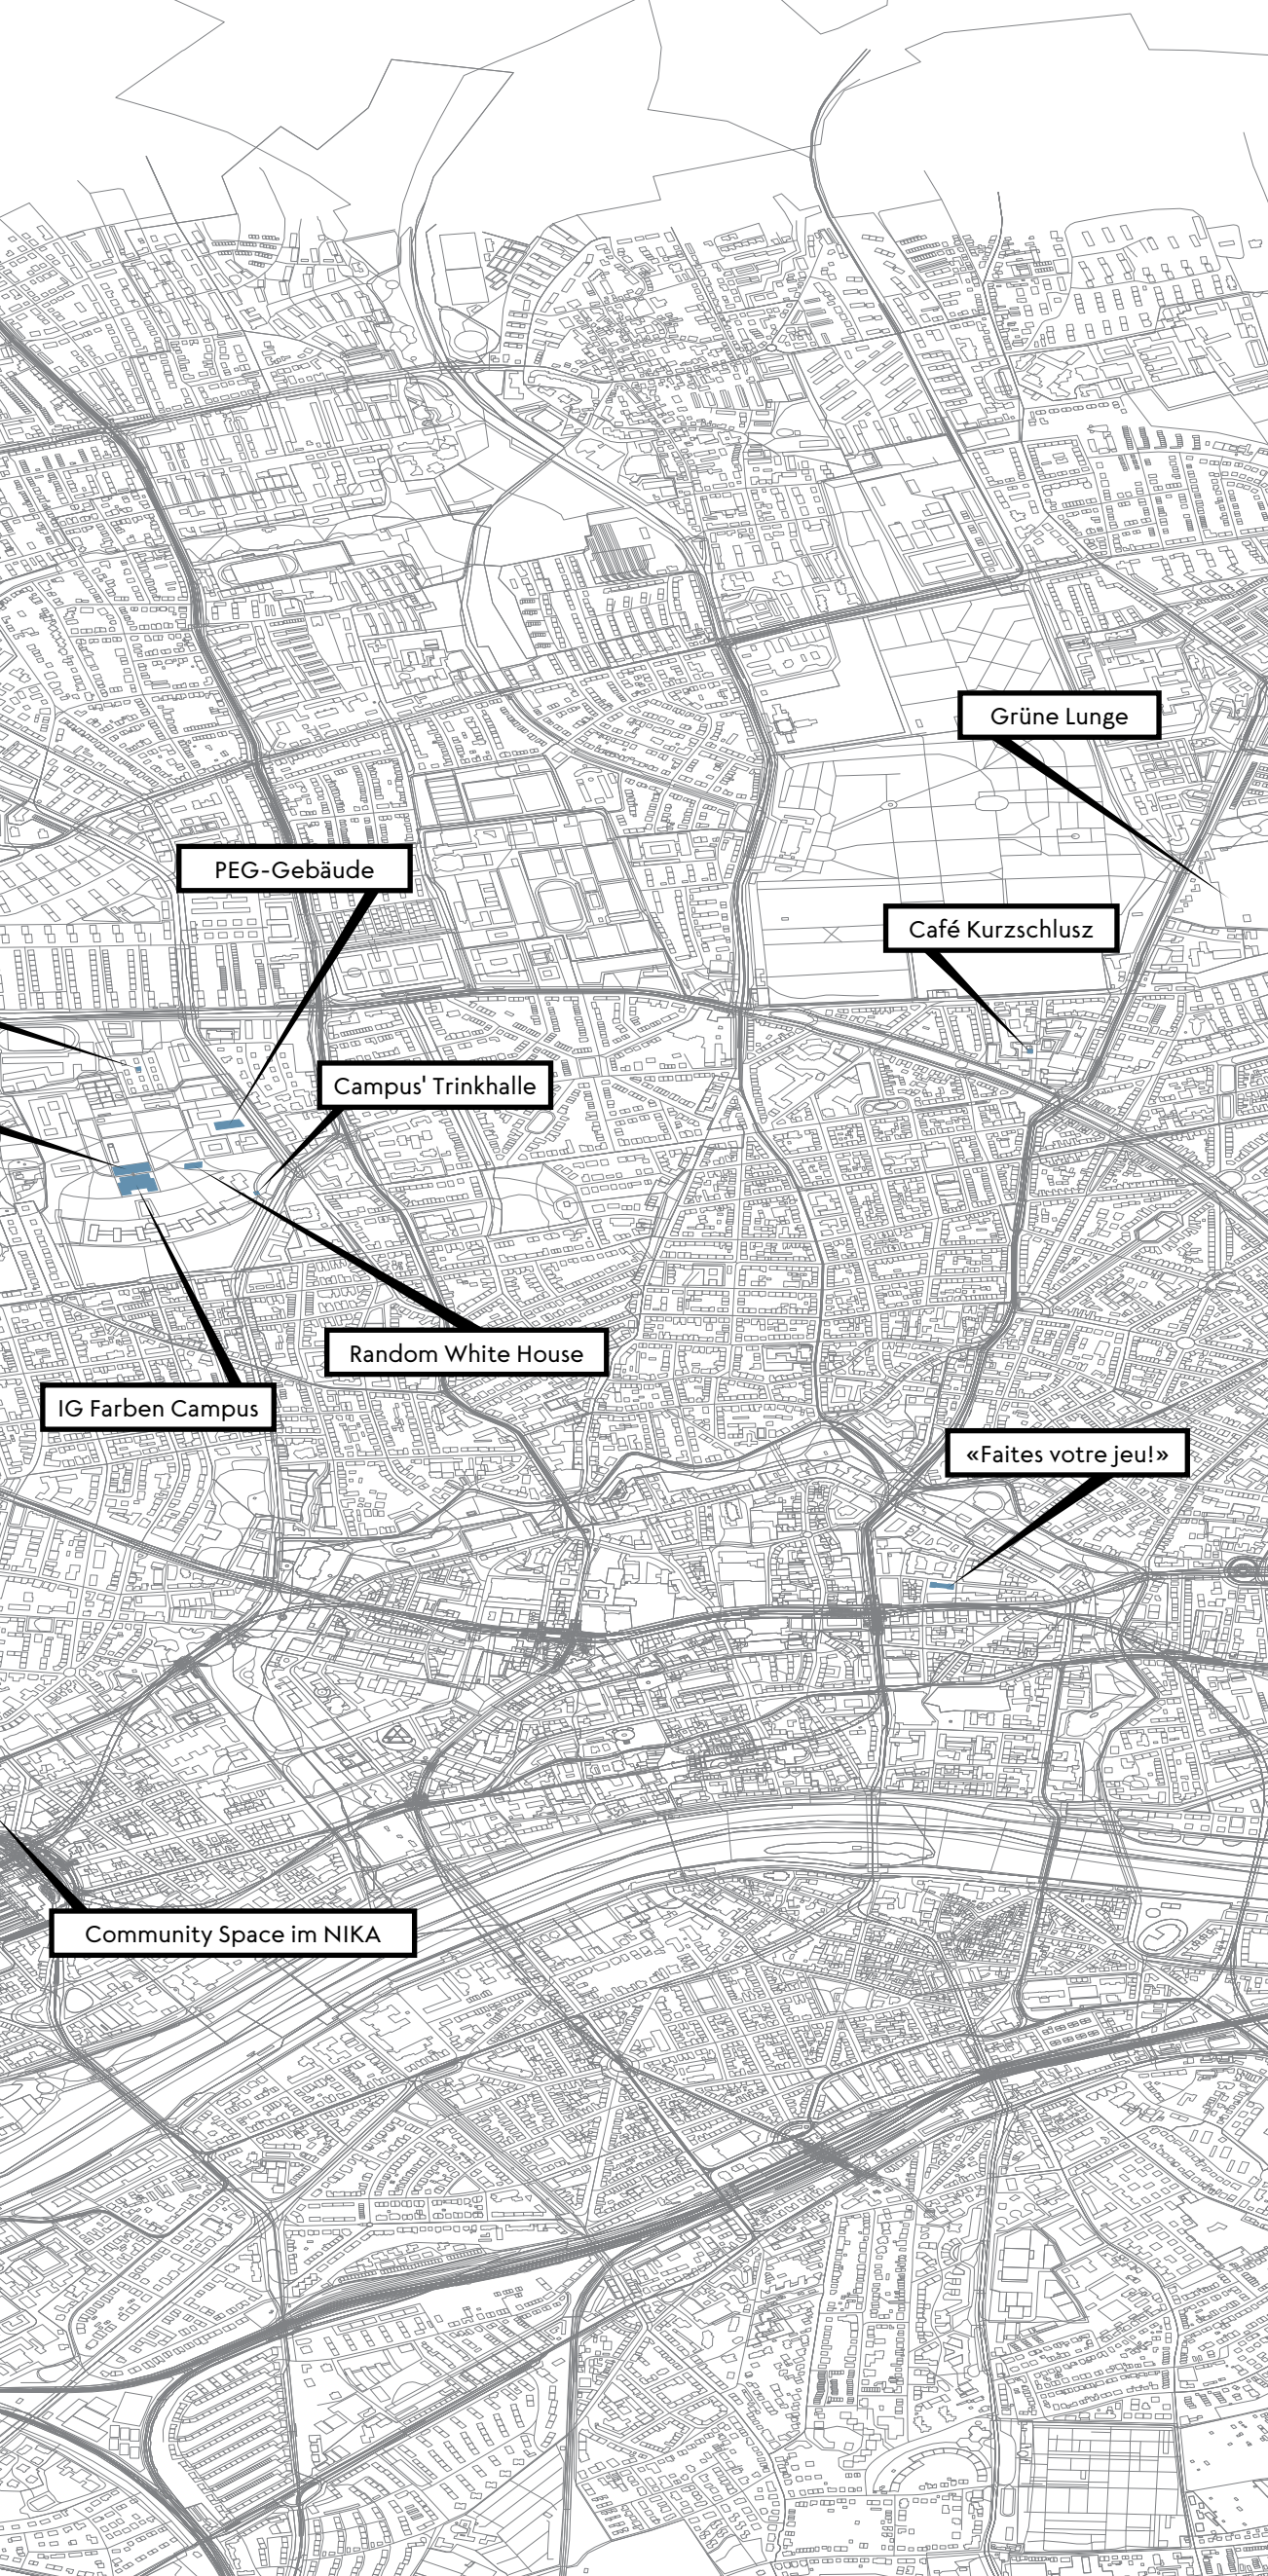 Grüne Lunge
PEG-Gebäude
Café Kurzschlusz
Campus' Trinkhalle
Random White House
IG Farben Campus
«Faites votre jeu!»
Community Space im NIKA